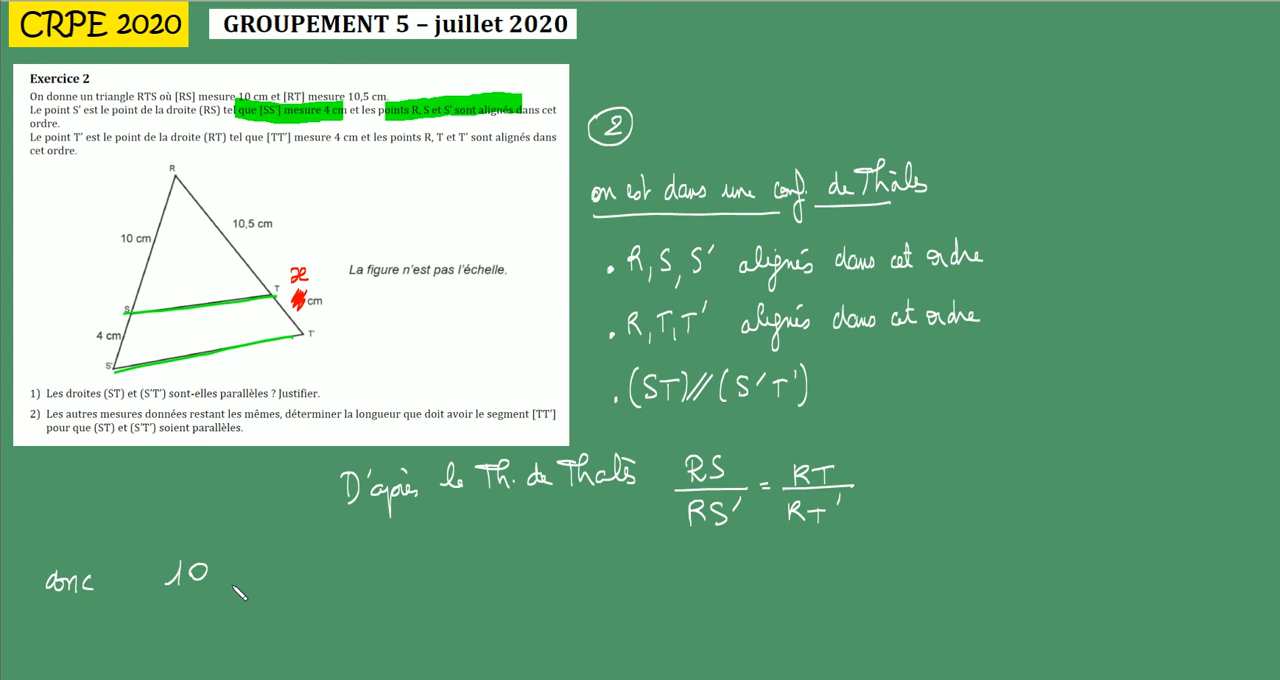 CRPE 2020
GROUPEMENT 5 – juillet 2020
Exercice 2
On donne un triangle RTS où [RS] mesure 10 cm et [RT] mesure 10,5 cm.
Le point S' est le point de la droite (RS) tel que [SS'] mesure 4 cm et les points R, S et S' sont alignés dans cet
ordre.
Le point T' est le point de la droite (RT) tel que [TT'] mesure 4 cm et les points R, T et T' sont alignés dans
cet ordre.
R
10,5 cm
10 cm
La figure n'est pas l'échelle.
x
T
cm
S
4 cm
T'
S'
1) Les droites (ST) et (S'T') sont-elles parallèles ? Justifier.
2) Les autres mesures données restant les mêmes, déterminer la longueur que doit avoir le segment [TT']
pour que (ST) et (S'T') soient parallèles.
2
on est dans une conf. de Thalès
. R, S, S' alignés dans cet ordre
. R, T, T' alignés dans cet ordre
. (ST) // (S'T')
D'après le Th. de Thalès RS/RS' = RT/RT'
donc 10